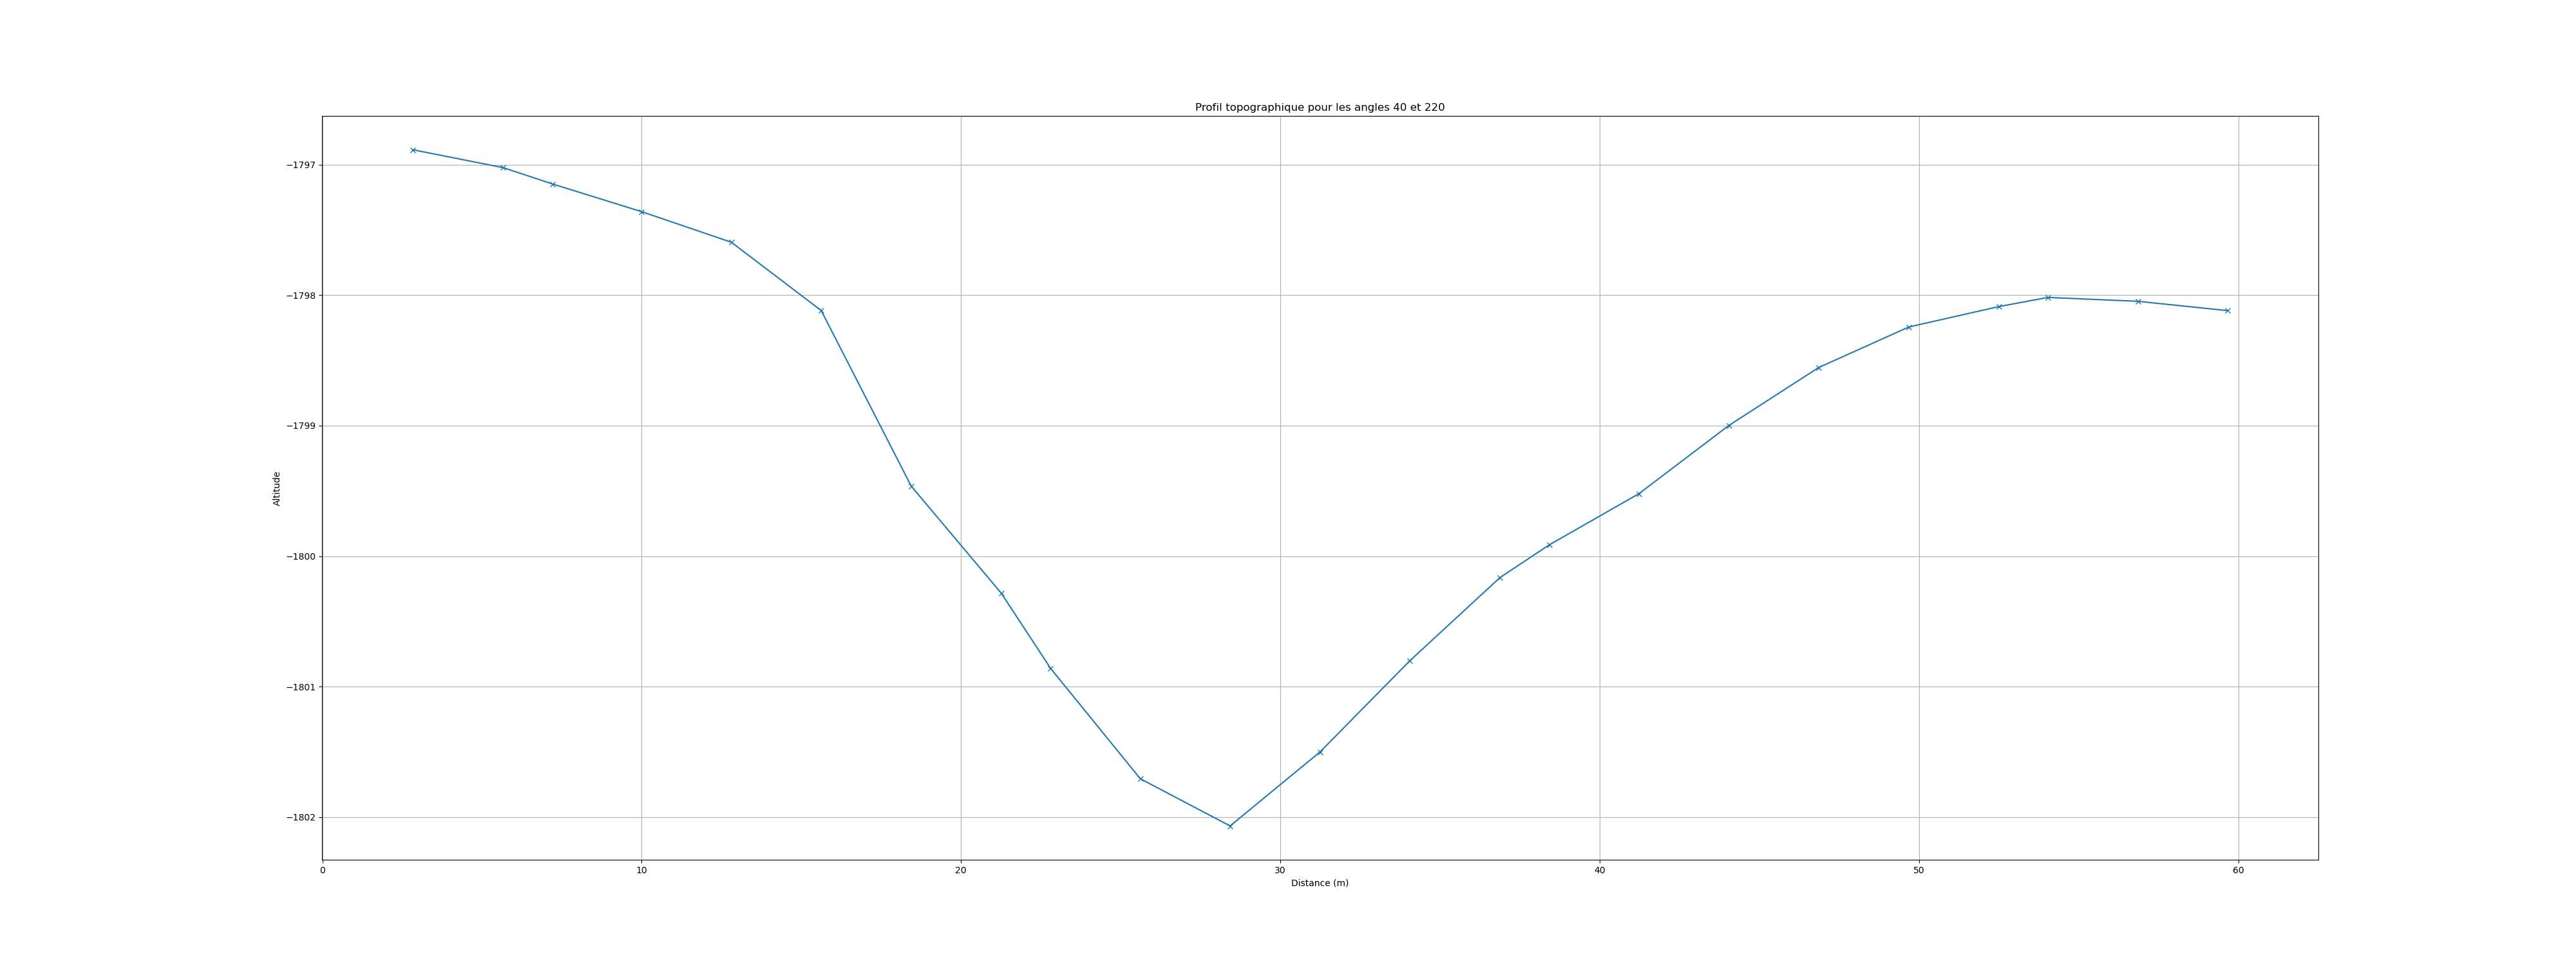 Profil topographique pour les angles 40 et 220
−1797
−1798
−1799
−1800
−1801
−1802
Altitude
0 10 20 30 40 50 60
Distance (m)